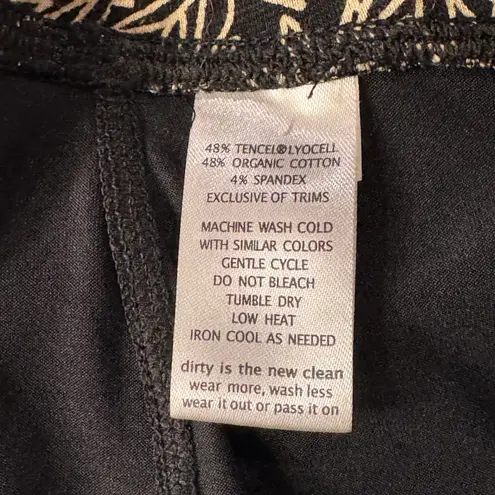 48% TENCEL®LYOCELL
48% ORGANIC COTTON
4% SPANDEX
EXCLUSIVE OF TRIMS
MACHINE WASH COLD
WITH SIMILAR COLORS
GENTLE CYCLE
DO NOT BLEACH
TUMBLE DRY
LOW HEAT
IRON COOL AS NEEDED
dirty is the new clean
wear more, wash less
wear it out or pass it on